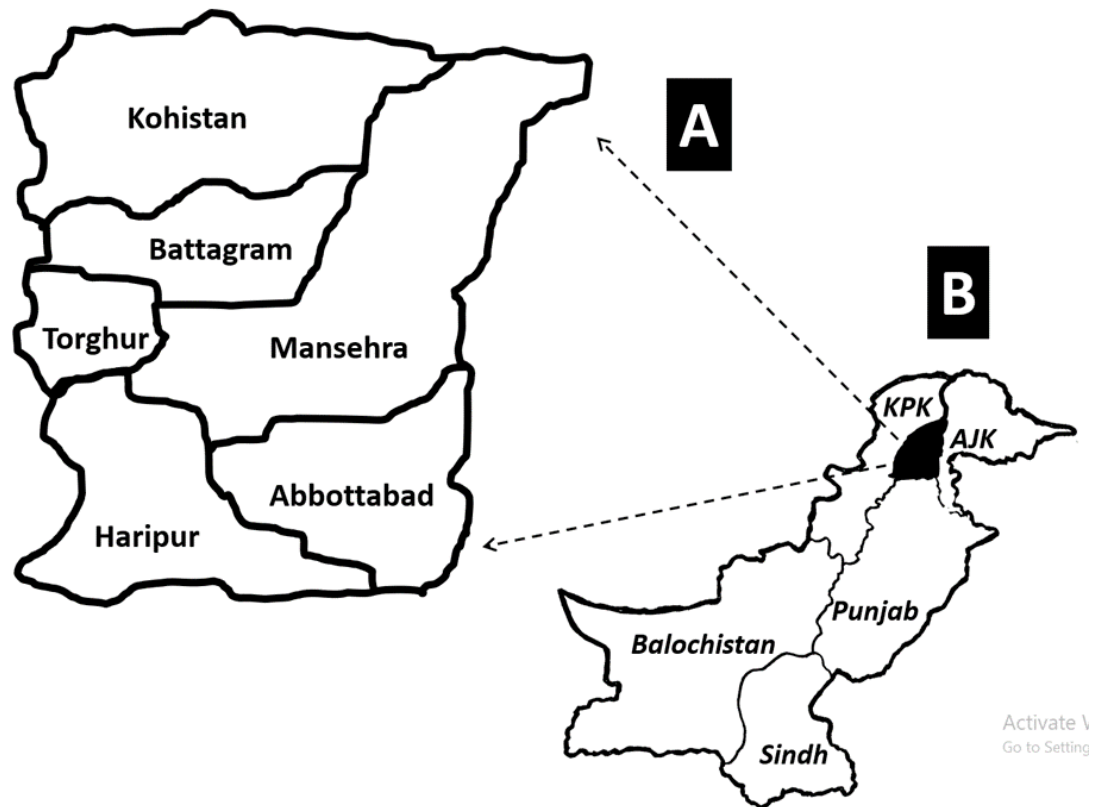 A
Kohistan
Battagram
Torghur
Mansehra
Abbottabad
Haripur
B
KPK
AJK
Punjab
Balochistan
Sindh
Activate
Go to Setting